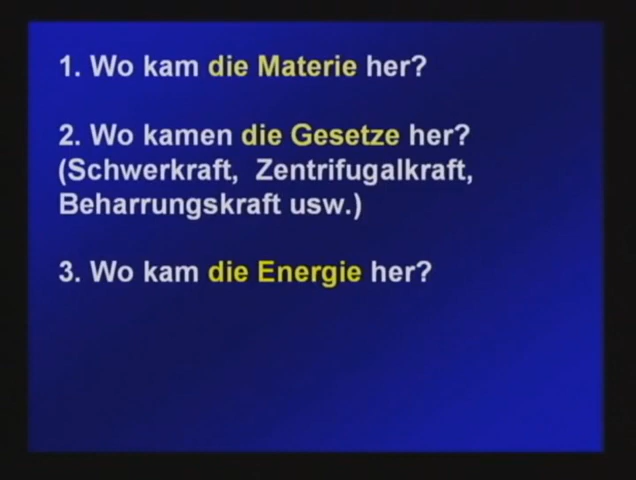 1. Wo kam die Materie her?
2. Wo kamen die Gesetze her?
(Schwerkraft, Zentrifugalkraft,
Beharrungskraft usw.)
3. Wo kam die Energie her?